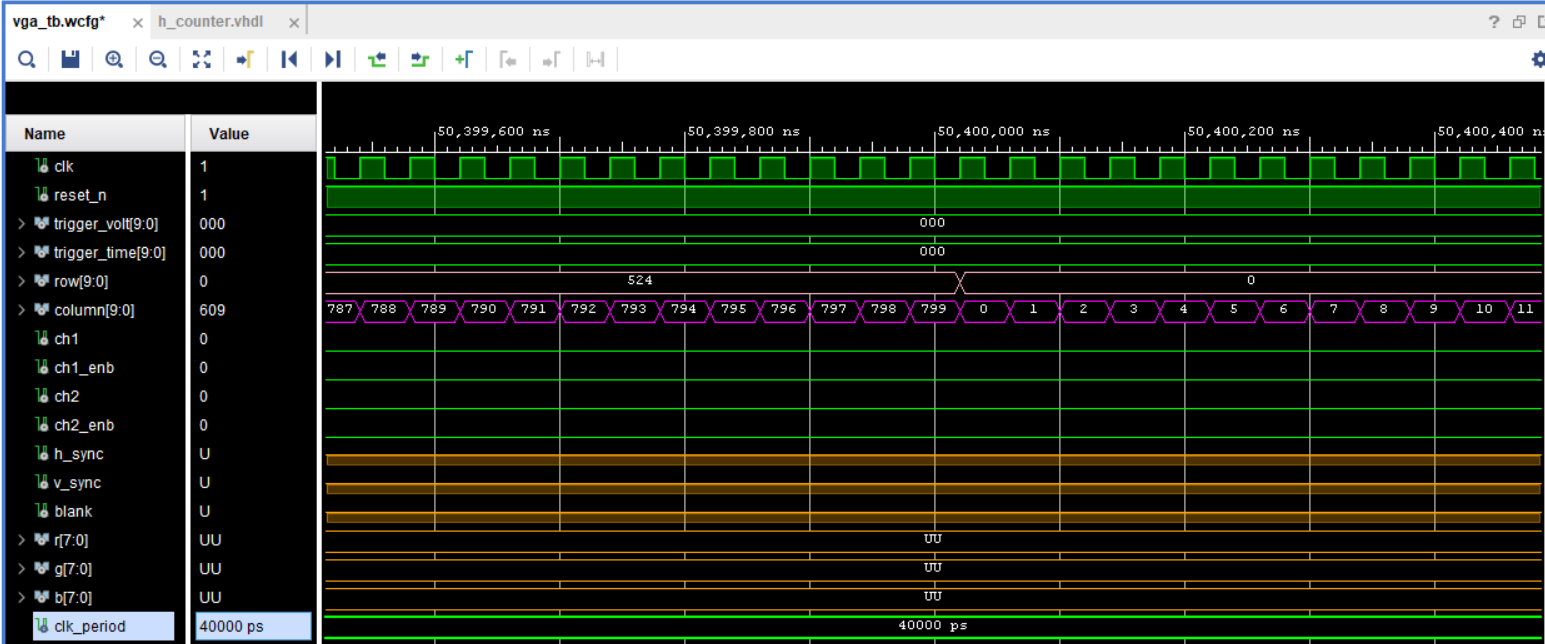 vga_tb.wcfg* × h_counter.vhdl × ?
Name Value 50,399,600 ns 50,399,800 ns 50,400,000 ns 50,400,200 ns 50,400,400
clk 1
reset_n 1
> trigger_volt[9:0] 000 000
> trigger_time[9:0] 000 000
> row[9:0] 0 524 0
> column[9:0] 609 787 788 789 790 791 792 793 794 795 796 797 798 799 0 1 2 3 4 5 6 7 8 9 10 11
ch1 0
ch1_enb 0
ch2 0
ch2_enb 0
h_sync U
v_sync U
blank U
> r[7:0] UU UU
> g[7:0] UU UU
> b[7:0] UU UU
clk_period 40000 ps 40000 ps